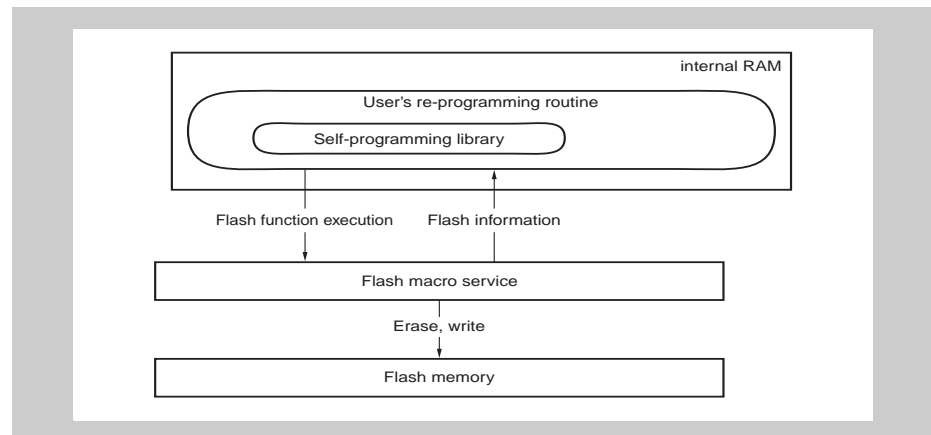 internal RAM
User's re-programming routine
Self-programming library
Flash function execution
Flash information
Flash macro service
Erase, write
Flash memory